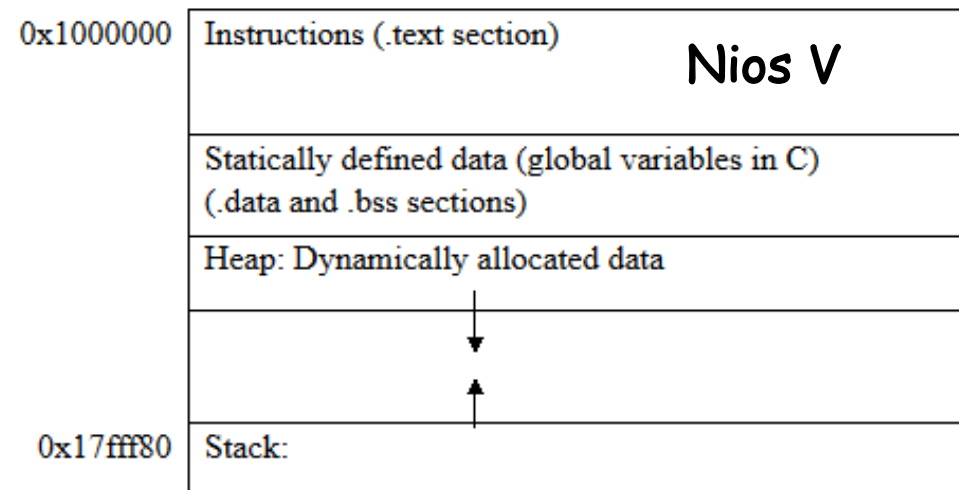 0x1000000
Instructions (.text section)
Nios V
Statically defined data (global variables in C)
(.data and .bss sections)
Heap: Dynamically allocated data
0x17fff80
Stack: